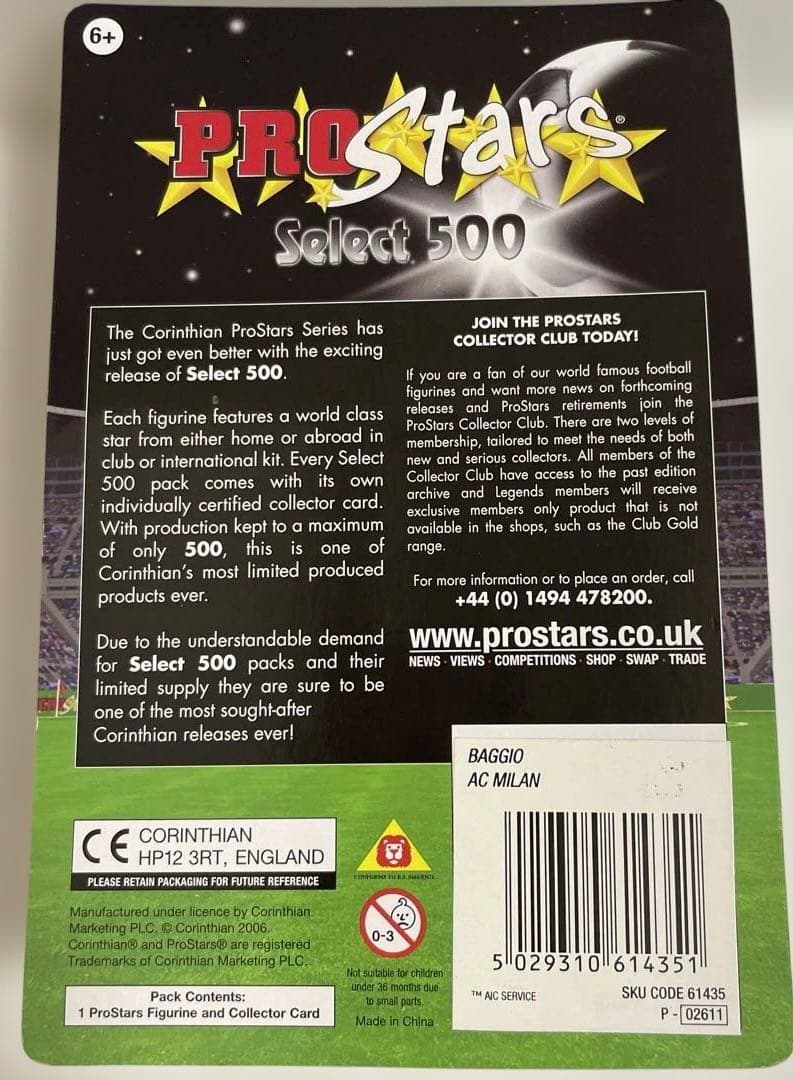 6+
PROStars®
Select 500
The Corinthian ProStars Series has
just got even better with the exciting
release of Select 500.
Each figurine features a world class
star from either home or abroad in
club or international kit. Every Select
500 pack comes with its own
individually certified collector card.
With production kept to a maximum
of only 500, this is one of
Corinthian's most limited produced
products ever.
Due to the understandable demand
for Select 500 packs and their
limited supply they are sure to be
one of the most sought-after
Corinthian releases ever!
JOIN THE PROSTARS
COLLECTOR CLUB TODAY!
If you are a fan of our world famous football
figurines and want more news on forthcoming
releases and ProStars retirements join the
ProStars Collector Club. There are two levels of
membership, tailored to meet the needs of both
new and serious collectors. All members of the
Collector Club have access to the past edition
archive and Legends members will receive
exclusive members only product that is not
available in the shops, such as the Club Gold
range.
For more information or to place an order, call
+44 (0) 1494 478200.
www.prostars.co.uk
NEWS · VIEWS · COMPETITIONS · SHOP · SWAP · TRADE
BAGGIO
AC MILAN
5 029310 614351
TM A/C SERVICE
SKU CODE 61435
P - 02611
CE CORINTHIAN
HP12 3RT, ENGLAND
PLEASE RETAIN PACKAGING FOR FUTURE REFERENCE
Manufactured under licence by Corinthian
Marketing PLC. © Corinthian 2006.
Corinthian® and ProStars® are registered
Trademarks of Corinthian Marketing PLC.
Pack Contents:
1 ProStars Figurine and Collector Card
CONFORMS TO B.S.
0-3
Not suitable for children
under 36 months due
to small parts.
Made in China